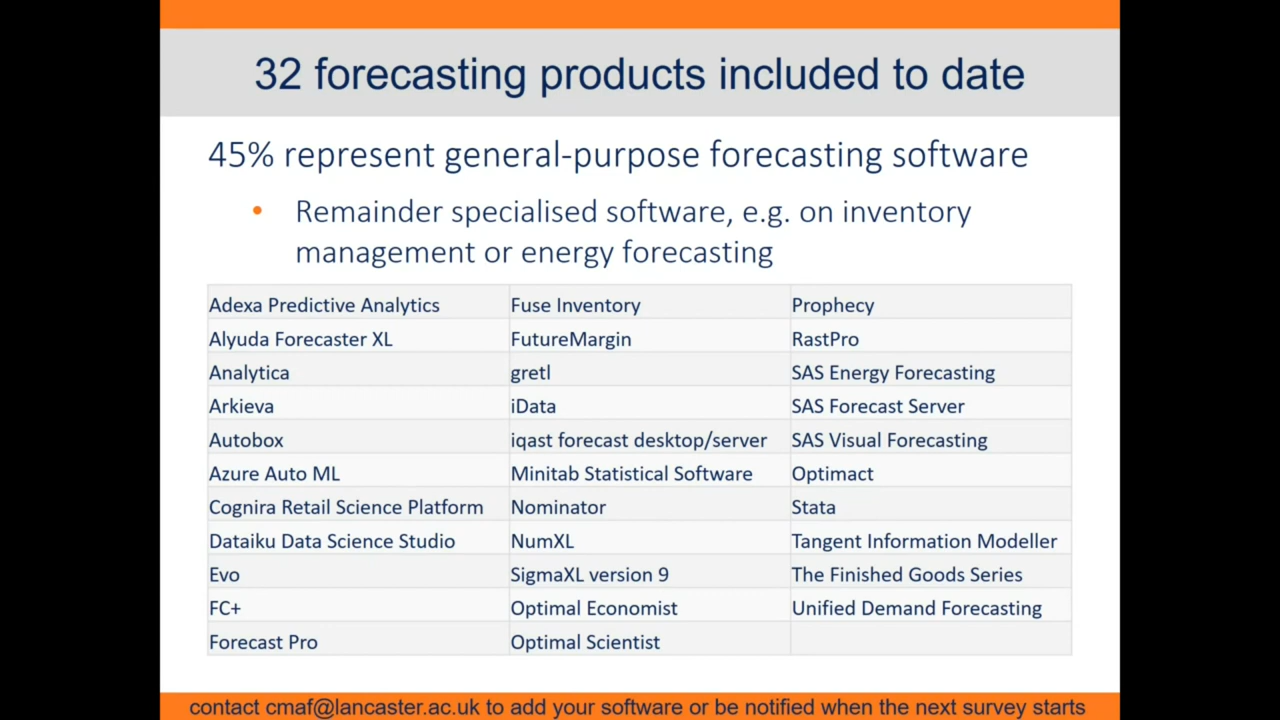 32 forecasting products included to date
45% represent general-purpose forecasting software
• Remainder specialised software, e.g. on inventory
management or energy forecasting
Adexa Predictive Analytics Fuse Inventory Prophecy
Alyuda Forecaster XL FutureMargin RastPro
Analytica gretl SAS Energy Forecasting
Arkieva iData SAS Forecast Server
Autobox iqast forecast desktop/server SAS Visual Forecasting
Azure Auto ML Minitab Statistical Software Optimact
Cognira Retail Science Platform Nominator Stata
Dataiku Data Science Studio NumXL Tangent Information Modeller
Evo SigmaXL version 9 The Finished Goods Series
FC+ Optimal Economist Unified Demand Forecasting
Forecast Pro Optimal Scientist
contact cmaf@lancaster.ac.uk to add your software or be notified when the next survey starts